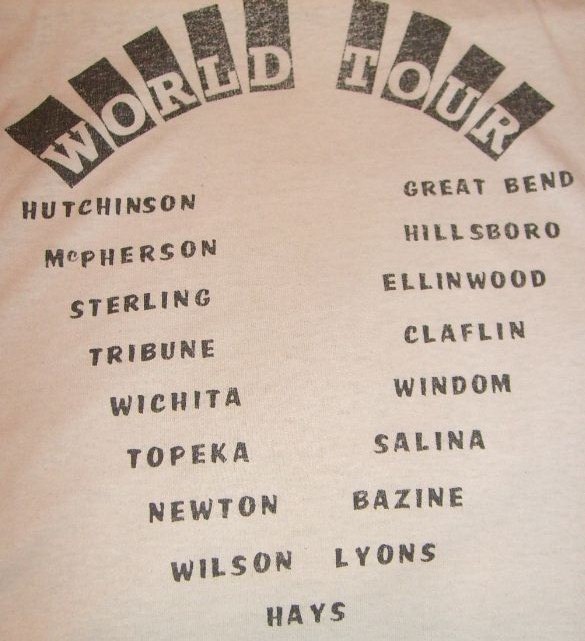 WORLD TOUR
HUTCHINSON GREAT BEND
McPHERSON HILLSBORO
STERLING ELLINWOOD
TRIBUNE CLAFLIN
WICHITA WINDOM
TOPEKA SALINA
NEWTON BAZINE
WILSON LYONS
HAYS